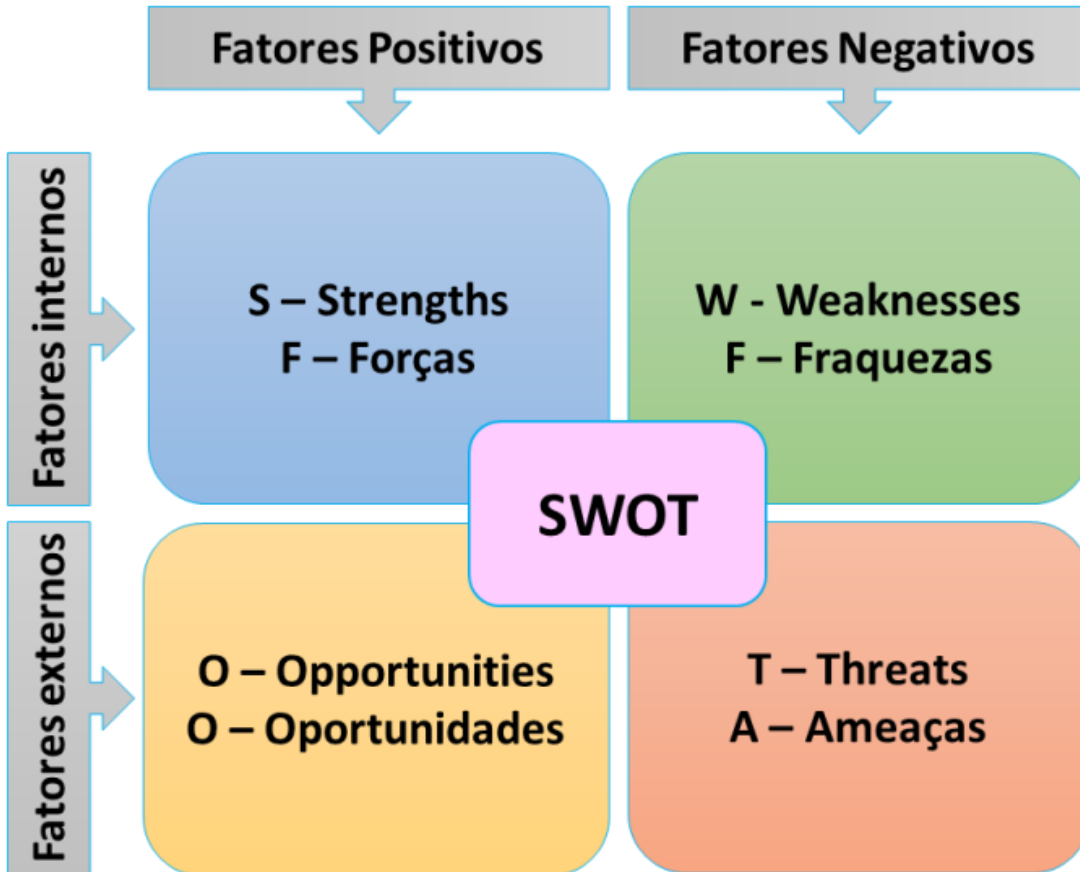 Fatores Positivos
Fatores Negativos
Fatores internos
S – Strengths
F – Forças
W - Weaknesses
F – Fraquezas
SWOT
Fatores externos
O – Opportunities
O – Oportunidades
T – Threats
A – Ameaças